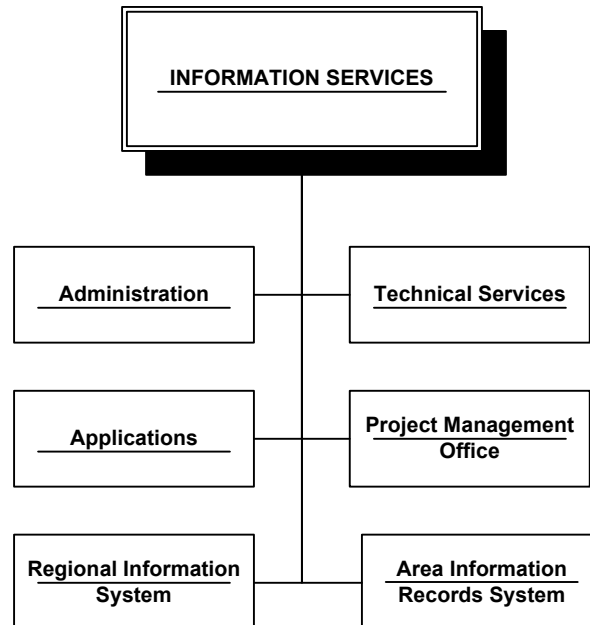 INFORMATION SERVICES
Administration
Technical Services
Applications
Project Management
Office
Regional Information
System
Area Information
Records System